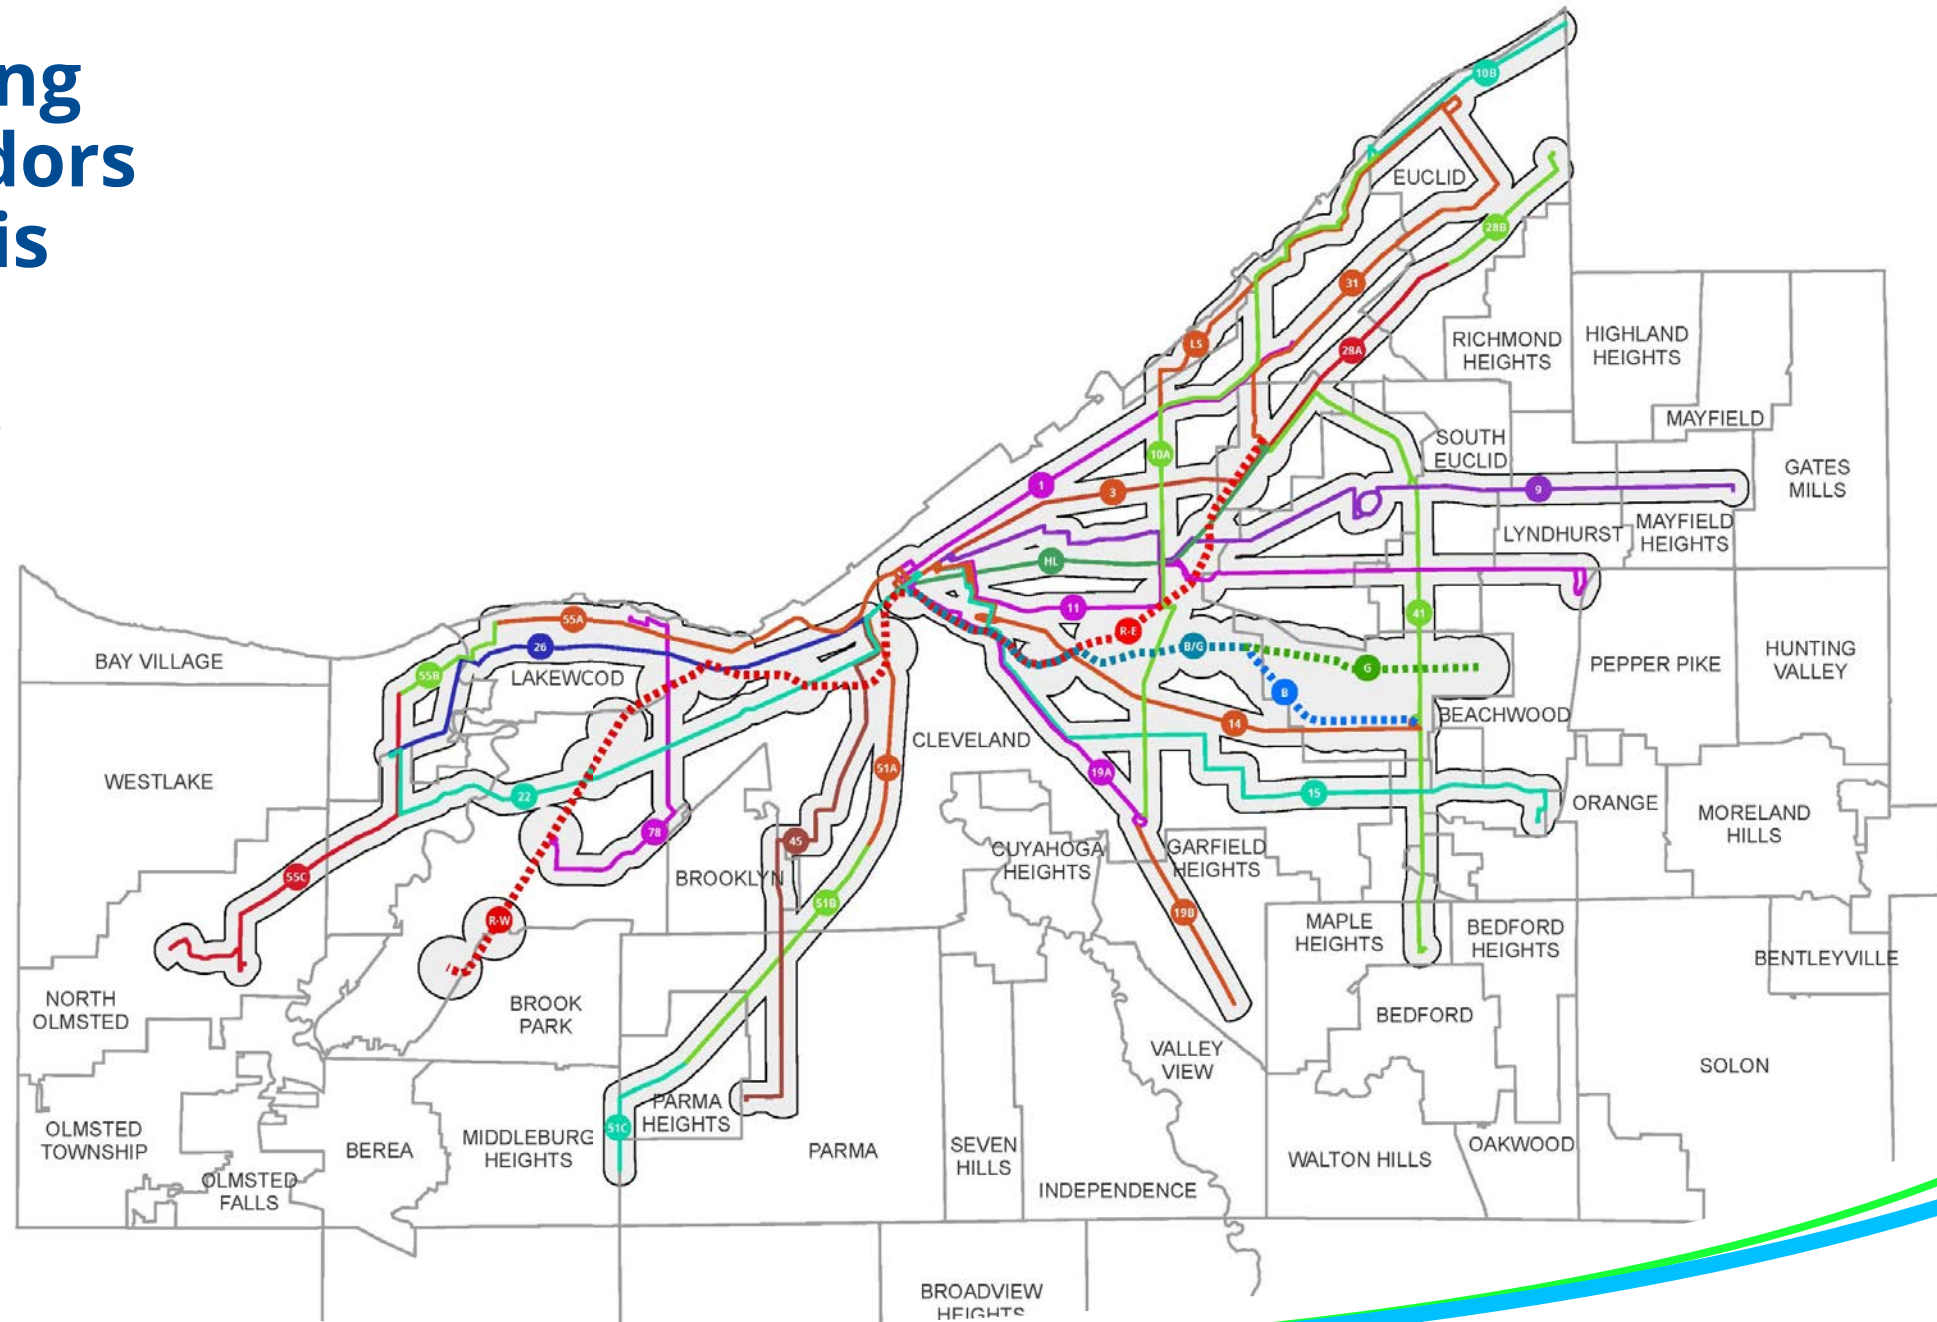 ng
dors
is
10B
EUCLID
28B
31
LS
28A
RICHMOND
HEIGHTS
HIGHLAND
HEIGHTS
MAYFIELD
SOUTH
EUCLID
GATES
MILLS
10A
1
3
9
LYNDHURST
MAYFIELD
HEIGHTS
HL
11
41
55A
26
R-E
B/G
G
B
BAY VILLAGE
55B
LAKEWOOD
PEPPER PIKE
HUNTING
VALLEY
BEACHWOOD
14
CLEVELAND
WESTLAKE
51A
19A
22
15
ORANGE
MORELAND
HILLS
78
45
CUYAHOGA
HEIGHTS
GARFIELD
HEIGHTS
55C
BROOKLYN
51B
19B
R-W
MAPLE
HEIGHTS
BEDFORD
HEIGHTS
BENTLEYVILLE
NORTH
OLMSTED
BROOK
PARK
BEDFORD
VALLEY
VIEW
SOLON
PARMA
HEIGHTS
51C
OLMSTED
TOWNSHIP
BEREA
MIDDLEBURG
HEIGHTS
PARMA
SEVEN
HILLS
WALTON HILLS
OAKWOOD
OLMSTED
FALLS
INDEPENDENCE
BROADVIEW
HEIGHTS